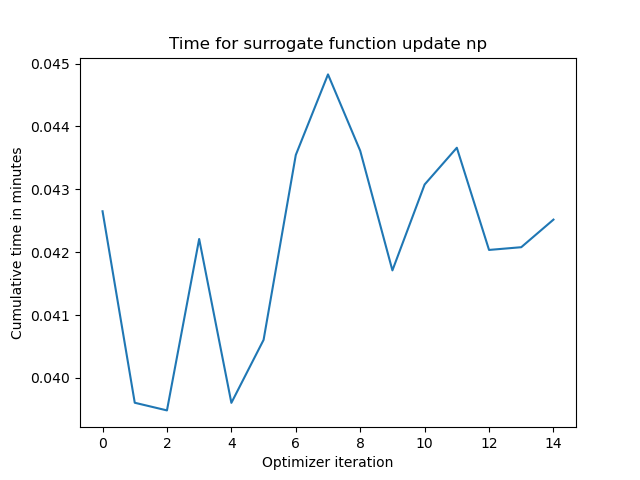 Time for surrogate function update np
Cumulative time in minutes
0.045
0.044
0.043
0.042
0.041
0.040
0 2 4 6 8 10 12 14
Optimizer iteration